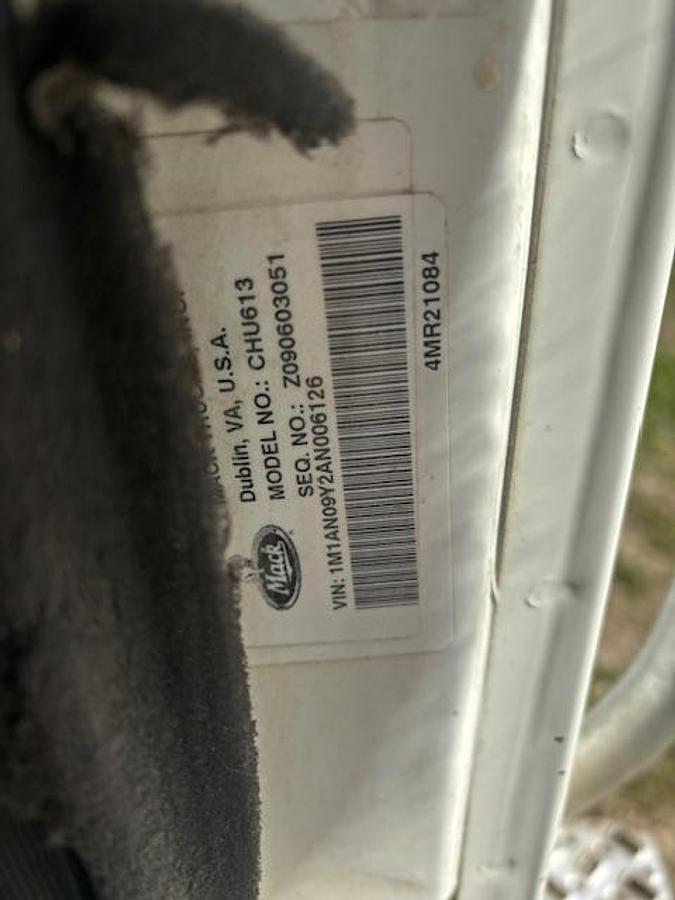 Dublin, VA, U.S.A.
MODEL NO.: CHU613
SEQ. NO.: Z090603051
VIN: 1M1AN09Y2AN006126
4MR21084
Mack